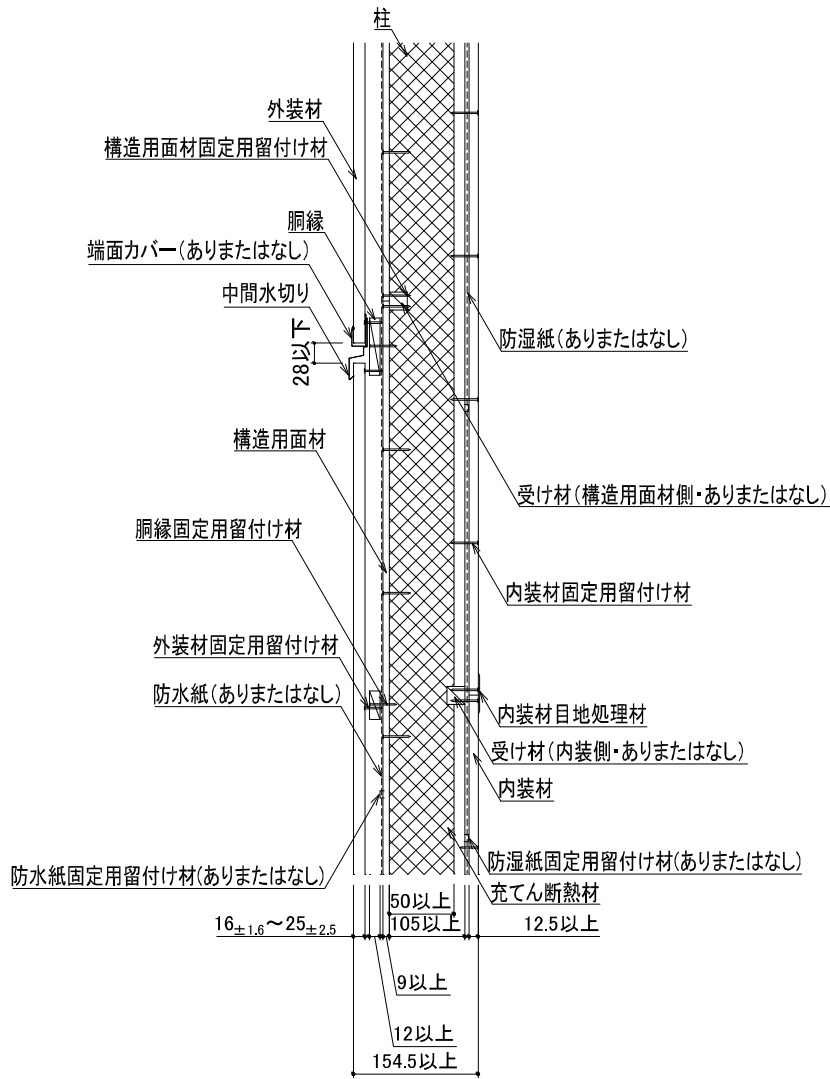 柱
外装材
構造用面材固定用留付け材
胴縁
端面カバー(ありまたはなし)
中間水切り
28以下
防湿紙(ありまたはなし)
構造用面材
受け材(構造用面材側・ありまたはなし)
胴縁固定用留付け材
内装材固定用留付け材
外装材固定用留付け材
防水紙(ありまたはなし)
内装材目地処理材
受け材(内装側・ありまたはなし)
内装材
防水紙固定用留付け材(ありまたはなし)
防湿紙固定用留付け材(ありまたはなし)
充てん断熱材
50以上
16±1.6～25±2.5
105以上
12.5以上
9以上
12以上
154.5以上